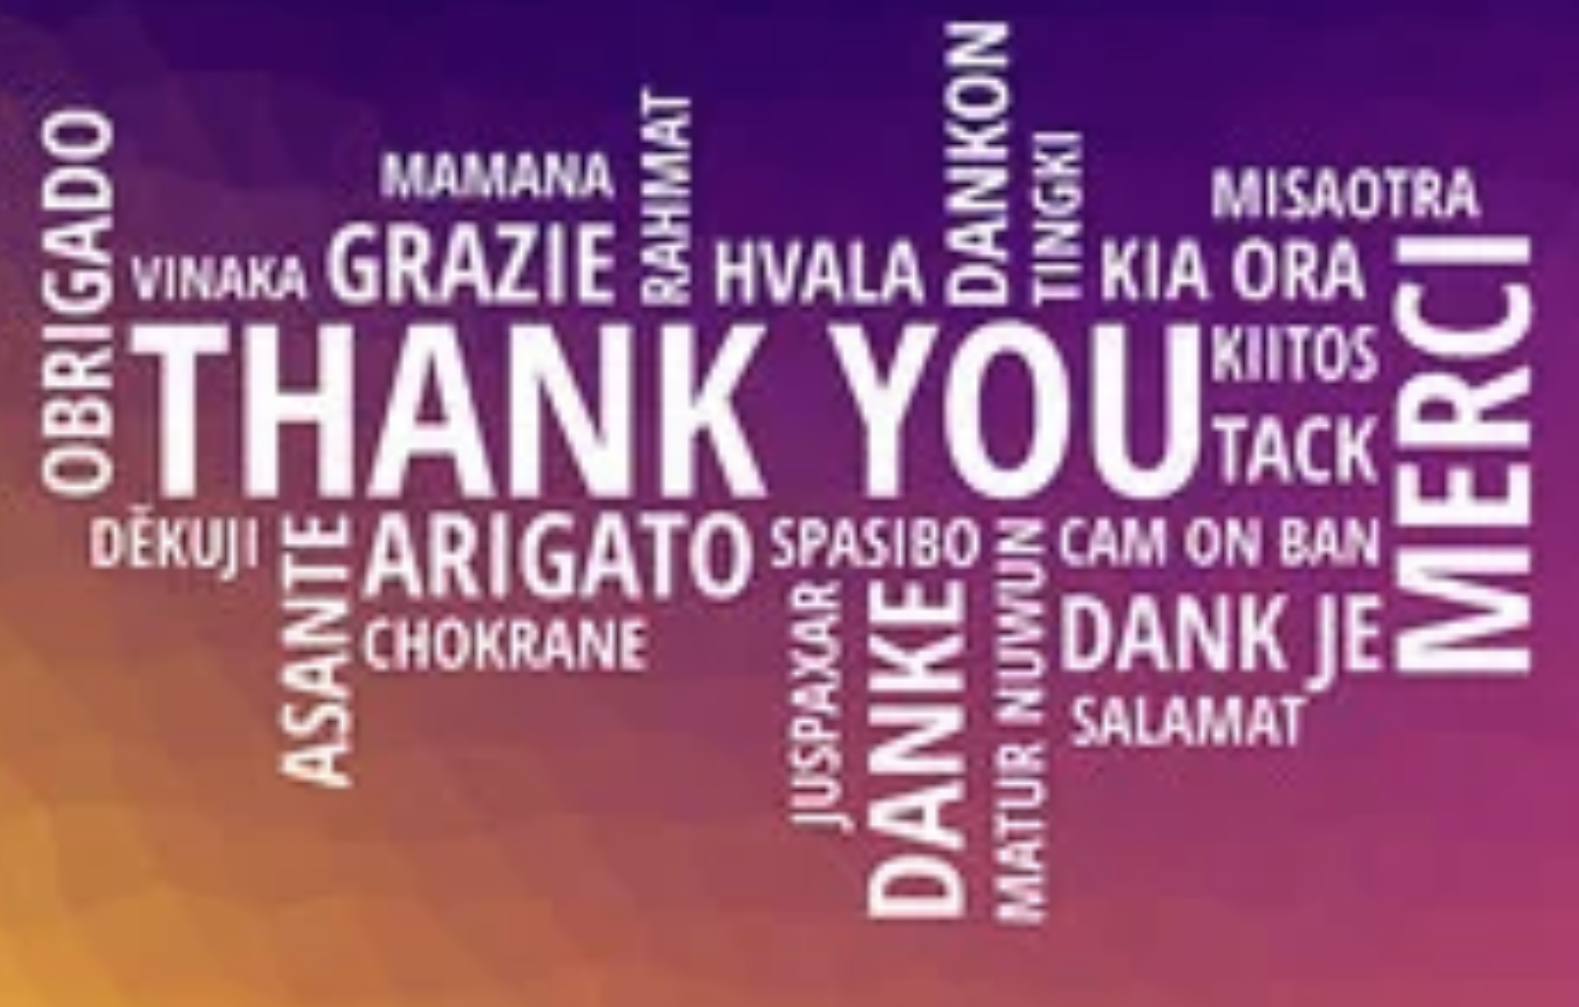 OBRIGADO
MAMANA
RAHMAT
DANKON
TINGKI
MISAOTRA
VINAKA
GRAZIE
HVALA
KIA ORA
MERCI
THANK YOU
KIITOS
TACK
DĚKUJI
ASANTE
ARIGATO
SPASIBO
MATUR NUWUN
CAM ON BAN
CHOKRANE
JUSPAXAR
DANKE
DANK JE
SALAMAT